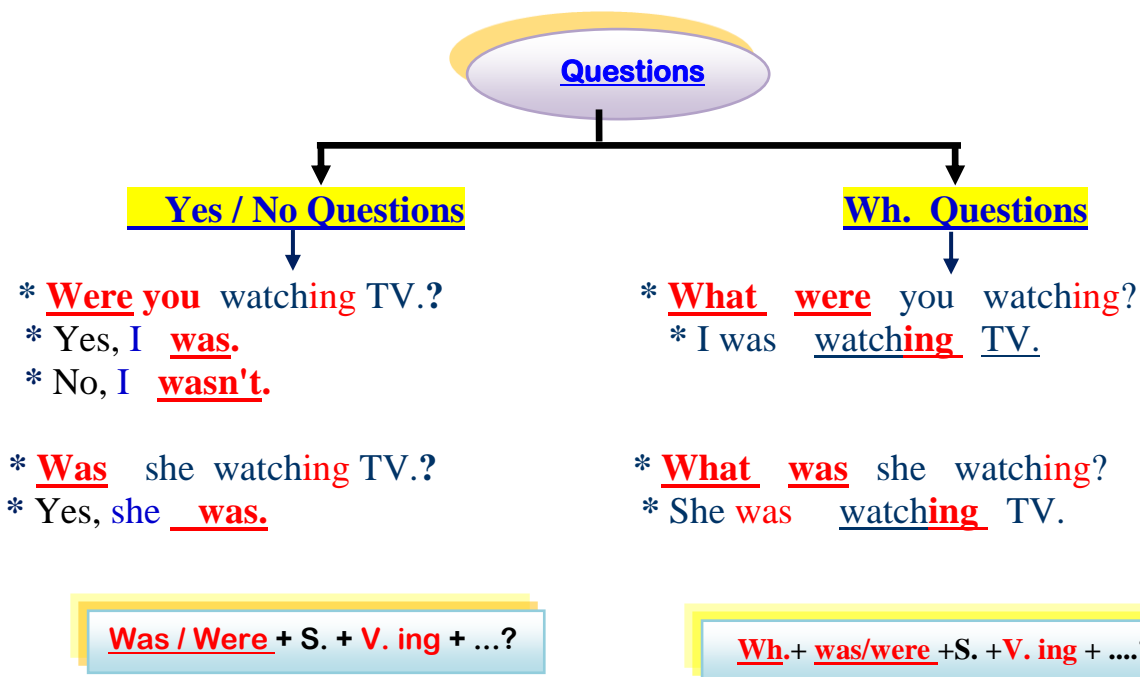 Questions
Yes / No Questions
* Were you watching TV.?
* Yes, I was.
* No, I wasn't.
* Was she watching TV.?
* Yes, she was.
Was / Were + S. + V. ing + ...?
Wh. Questions
* What were you watching?
* I was watching TV.
* What was she watching?
* She was watching TV.
Wh.+ was/were +S. +V. ing + ....?